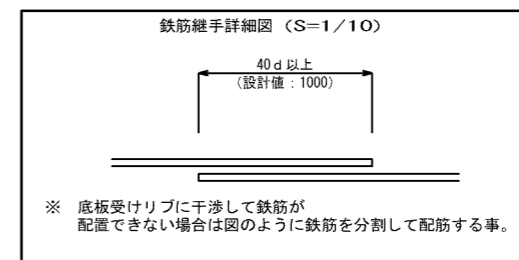 鉄筋継手詳細図 (S=1/10)
40d以上
(設計値:1000)
※ 底板受けリブに干渉して鉄筋が
配置できない場合は図のように鉄筋を分割して配筋する事。